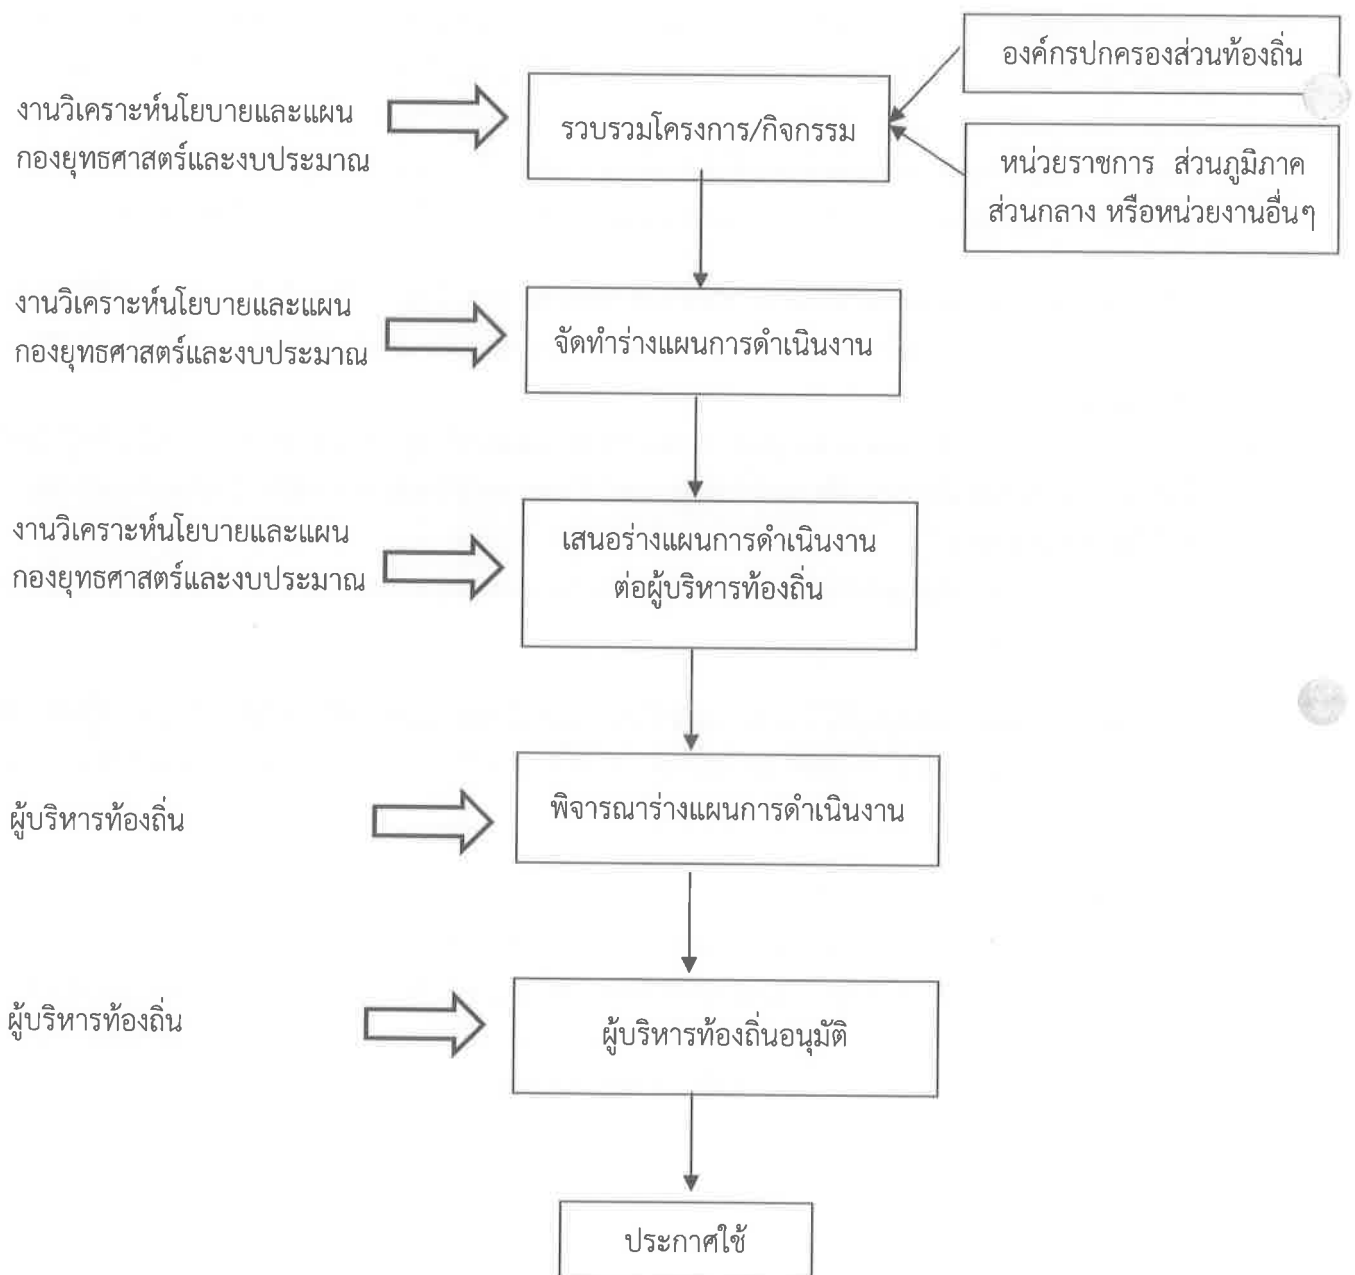 องค์กรปกครองส่วนท้องถิ่น
งานวิเคราะห์นโยบายและแผน
กองยุทธศาสตร์และงบประมาณ
รวบรวมโครงการ/กิจกรรม
หน่วยราชการ ส่วนภูมิภาค
ส่วนกลาง หรือหน่วยงานอื่นๆ
งานวิเคราะห์นโยบายและแผน
กองยุทธศาสตร์และงบประมาณ
จัดทำร่างแผนการดำเนินงาน
งานวิเคราะห์นโยบายและแผน
กองยุทธศาสตร์และงบประมาณ
เสนอร่างแผนการดำเนินงาน
ต่อผู้บริหารท้องถิ่น
ผู้บริหารท้องถิ่น
พิจารณาร่างแผนการดำเนินงาน
ผู้บริหารท้องถิ่น
ผู้บริหารท้องถิ่นอนุมัติ
ประกาศใช้